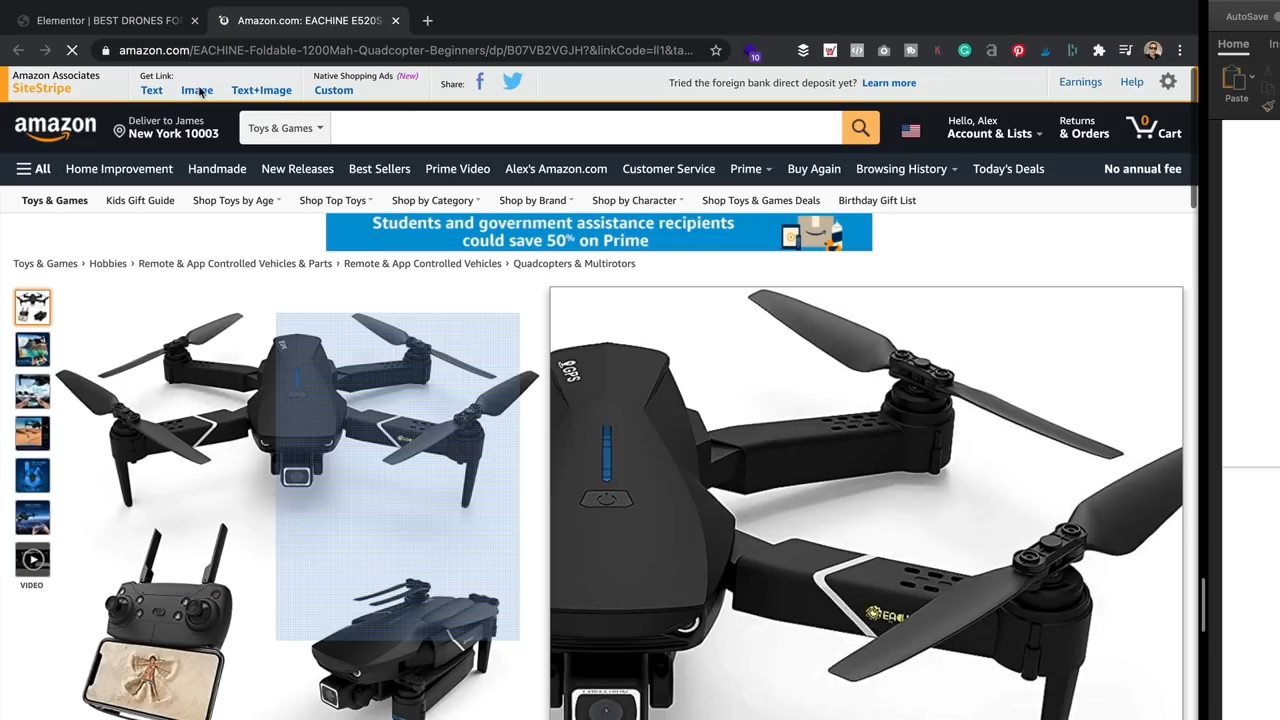 Elementor | BEST DRONES FO
Amazon.com: EACHINE E520S
AutoSave
amazon.com/EACHINE-Foldable-1200Mah-Quadcopter-Beginners/dp/B07VB2VGJH?&linkCode=ll1&ta...
10
Home
Amazon Associates
SiteStripe
Get Link:
Text
Image
Text+Image
Native Shopping Ads (New)
Custom
Share:
Tried the foreign bank direct deposit yet? Learn more
Earnings
Help
Paste
amazon
Deliver to James
New York 10003
Toys & Games
Hello, Alex
Account & Lists
Returns
& Orders
0
Cart
All
Home Improvement
Handmade
New Releases
Best Sellers
Prime Video
Alex's Amazon.com
Customer Service
Prime
Buy Again
Browsing History
Today's Deals
No annual fee
Toys & Games
Kids Gift Guide
Shop Toys by Age
Shop Top Toys
Shop by Category
Shop by Brand
Shop by Character
Shop Toys & Games Deals
Birthday Gift List
Students and government assistance recipients
could save 50% on Prime
Toys & Games › Hobbies › Remote & App Controlled Vehicles & Parts › Remote & App Controlled Vehicles › Quadcopters & Multirotors
GPS
VIDEO